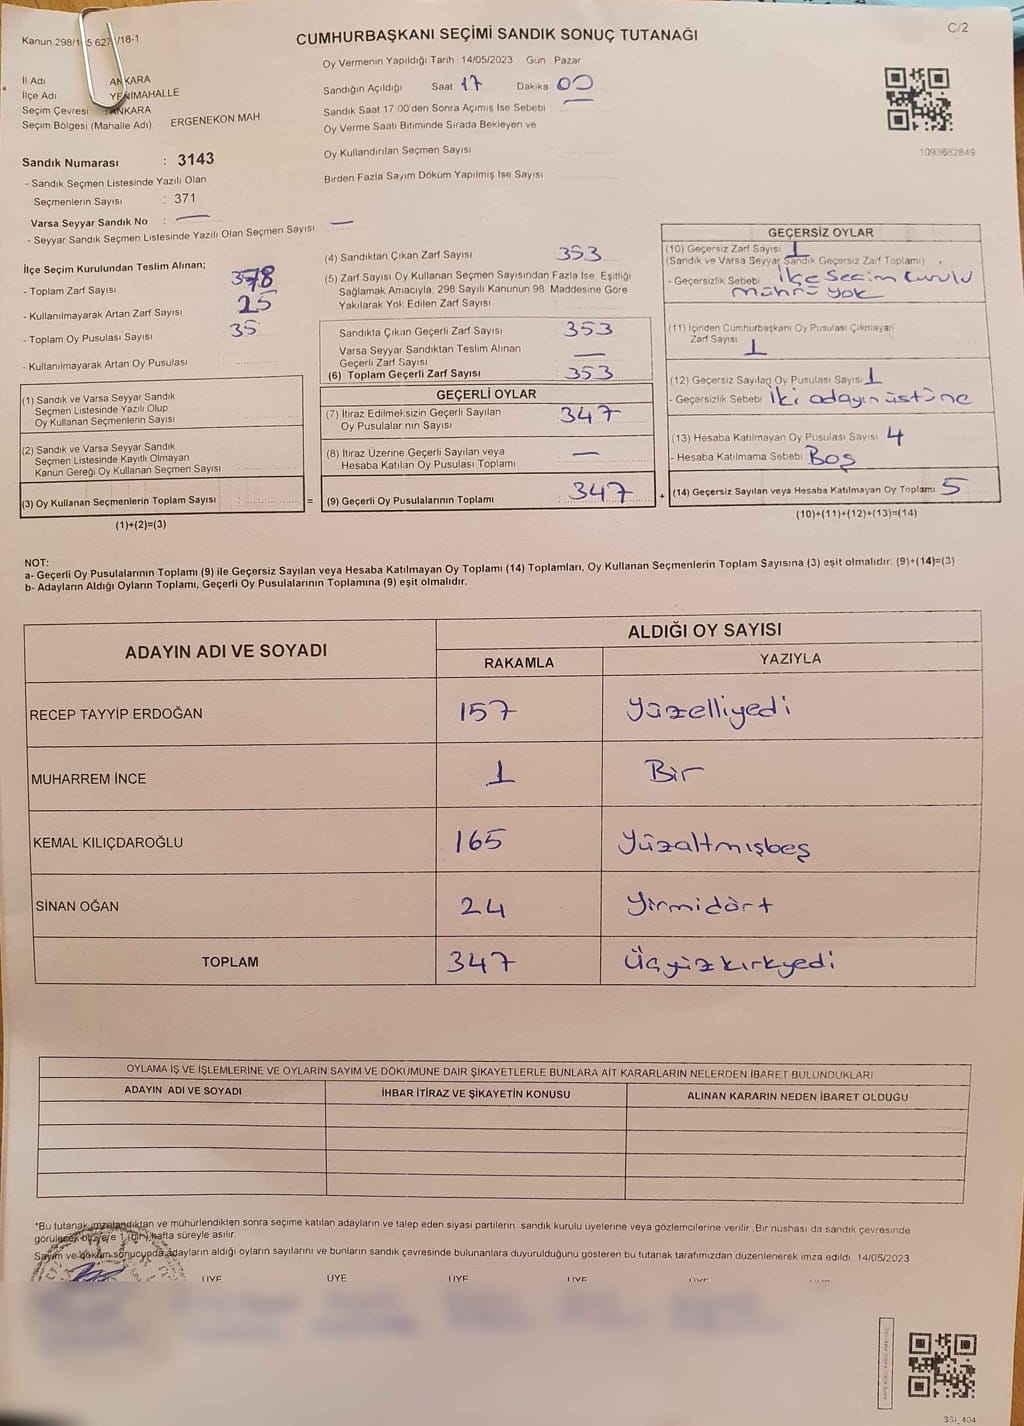 Kanun 298/1
/18-1
C/2
CUMHURBAŞKANI SEÇİMİ SANDIK SONUÇ TUTANAĞI
Oy Vermenin Yapıldığı Tarih : 14/05/2023 Gün : Pazar
İl Adı ANKARA
İlçe Adı YENİMAHALLE
Seçim Çevresi : ANKARA
Seçim Bölgesi (Mahalle Adı) ERGENEKON MAH
Sandığın Açıldığı Saat 17 Dakika 00
Sandık Saat 17:00'den Sonra Açımış İse Sebebi —
Oy Verme Saati Bitiminde Sırada Bekleyen ve
Oy Kullandırılan Seçmen Sayısı
Birden Fazla Sayım Döküm Yapılmış İse Sayısı :
1093682849
Sandık Numarası : 3143
- Sandık Seçmen Listesinde Yazılı Olan
Seçmenlerin Sayısı : 371
Varsa Seyyar Sandık No : —
- Seyyar Sandık Seçmen Listesinde Yazılı Olan Seçmen Sayısı : —
İlçe Seçim Kurulundan Teslim Alınan;
- Toplam Zarf Sayısı 378
- Kullanılmayarak Artan Zarf Sayısı 25
- Toplam Oy Pusulası Sayısı 35
- Kullanılmayarak Artan Oy Pusulası
(1) Sandık ve Varsa Seyyar Sandık
Seçmen Listesinde Yazılı Olup
Oy Kullanan Seçmenlerin Sayısı
(2) Sandık ve Varsa Seyyar Sandık
Seçmen Listesinde Kayıtlı Olmayan
Kanun Gereği Oy Kullanan Seçmen Sayısı
(3) Oy Kullanan Seçmenlerin Toplam Sayısı =
(1)+(2)=(3)
(4) Sandıktan Çıkan Zarf Sayısı 353
(5) Zarf Sayısı Oy Kullanan Seçmen Sayısından Fazla İse, Eşitliği
Sağlamak Amacıyla, 298 Sayılı Kanunun 98. Maddesine Göre
Yakılarak Yok Edilen Zarf Sayısı
Sandıkta Çıkan Geçerli Zarf Sayısı 353
Varsa Seyyar Sandıktan Teslim Alınan
Geçerli Zarf Sayısı —
(6) Toplam Geçerli Zarf Sayısı 353
GEÇERLİ OYLAR
(7) İtiraz Edilmeksizin Geçerli Sayılan
Oy Pusulalar nın Sayısı 347
(8) İtiraz Üzerine Geçerli Sayılan veya
Hesaba Katılan Oy Pusulası Toplamı —
(9) Geçerli Oy Pusulalarının Toplamı 347 +
GEÇERSİZ OYLAR
(10) Geçersiz Zarf Sayısı 1
(Sandık ve Varsa Seyyar Sandık Geçersiz Zarf Toplamı)
- Geçersizlik Sebebi İlçe Seçim Kurulu
Mührü yok
(11) İçinden Cumhurbaşkanı Oy Pusulası Çıkmayan
Zarf Sayısı 1
(12) Geçersiz Sayılan Oy Pusulası Sayısı 1
- Geçersizlik Sebebi İki adayın üstüne
(13) Hesaba Katılmayan Oy Pusulası Sayısı 4
- Hesaba Katılmama Sebebi Boş
(14) Geçersiz Sayılan veya Hesaba Katılmayan Oy Toplamı 5
(10)+(11)+(12)+(13)=(14)
NOT:
a- Geçerli Oy Pusulalarının Toplamı (9) ile Geçersiz Sayılan veya Hesaba Katılmayan Oy Toplamı (14) Toplamları, Oy Kullanan Seçmenlerin Toplam Sayısına (3) eşit olmalıdır. (9)+(14)=(3)
b- Adayların Aldığı Oyların Toplamı, Geçerli Oy Pusulalarının Toplamına (9) eşit olmalıdır.
ADAYIN ADI VE SOYADI ALDIĞI OY SAYISI
RAKAMLA YAZIYLA
RECEP TAYYİP ERDOĞAN 157 Yüzelliyedi
MUHARREM İNCE 1 Bir
KEMAL KILIÇDAROĞLU 165 Yüzaltmışbeş
SİNAN OĞAN 24 Yirmidört
TOPLAM 347 Üçyüzkırkyedi
OYLAMA İŞ VE İŞLEMLERİNE VE OYLARIN SAYIM VE DÖKÜMÜNE DAİR ŞİKAYETLERLE BUNLARA AİT KARARLARIN NELERDEN İBARET BULUNDUKLARI
ADAYIN ADI VE SOYADI İHBAR İTİRAZ VE ŞİKAYETİN KONUSU ALINAN KARARIN NEDEN İBARET OLDUĞU
*Bu tutanak imzalandıktan ve mühürlendikten sonra seçime katılan adayların ve talep eden siyasi partilerin sandık kurulu üyelerine veya gözlemcilerine verilir. Bir nüshası da sandık çevresinde
görülecek bir yere 1 (bir) hafta süreyle asılır.
Sayım ve döküm sonucunda adayların aldığı oyların sayılarını ve bunların sandık çevresinde bulunanlara duyurulduğunu gösteren bu tutanak tarafımızdan düzenlenerek imza edildi. 14/05/2023
ÜYE ÜYE ÜYE ÜYE
SSI_404